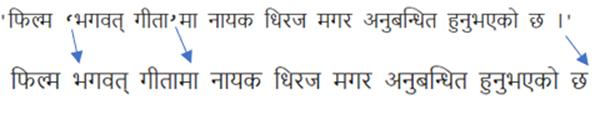 'फिल्म ‘भगवत् गीता’मा नायक धिरज मगर अनुबन्धित हुनुभएको छ ।'
फिल्म भगवत् गीतामा नायक धिरज मगर अनुबन्धित हुनुभएको छ